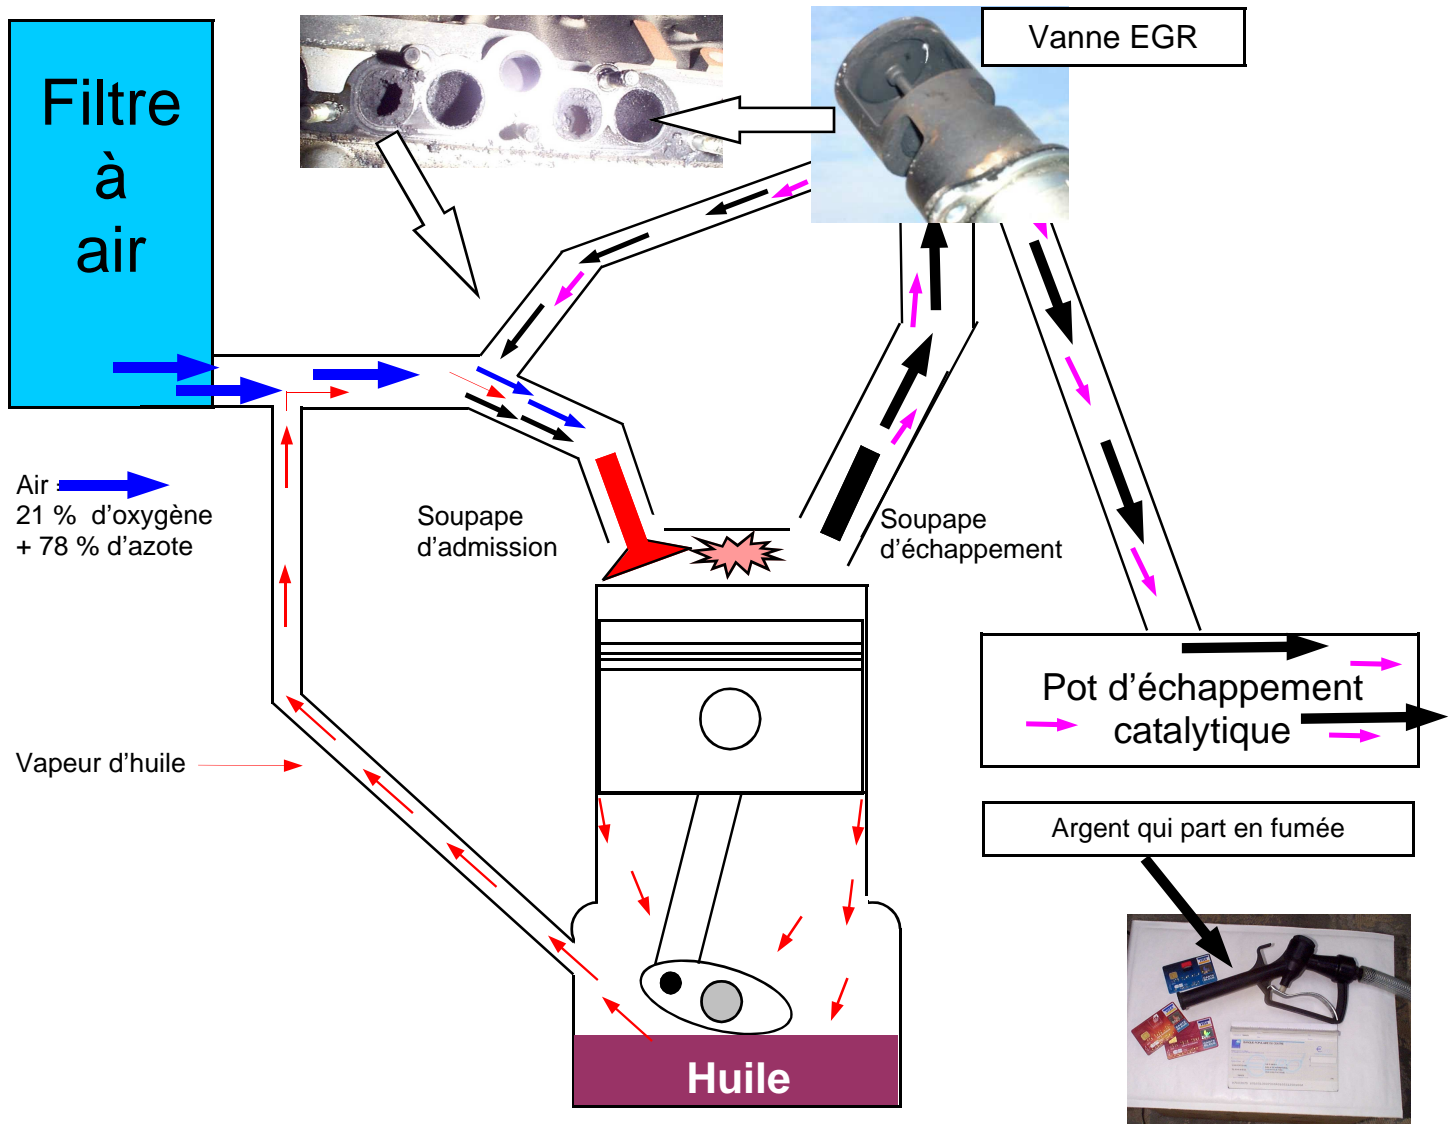 Vanne EGR
Filtre
à
air
Air =
21 % d'oxygène
+ 78 % d'azote
Soupape
d'admission
Soupape
d'échappement
Pot d'échappement
catalytique
Vapeur d'huile
Argent qui part en fumée
Huile